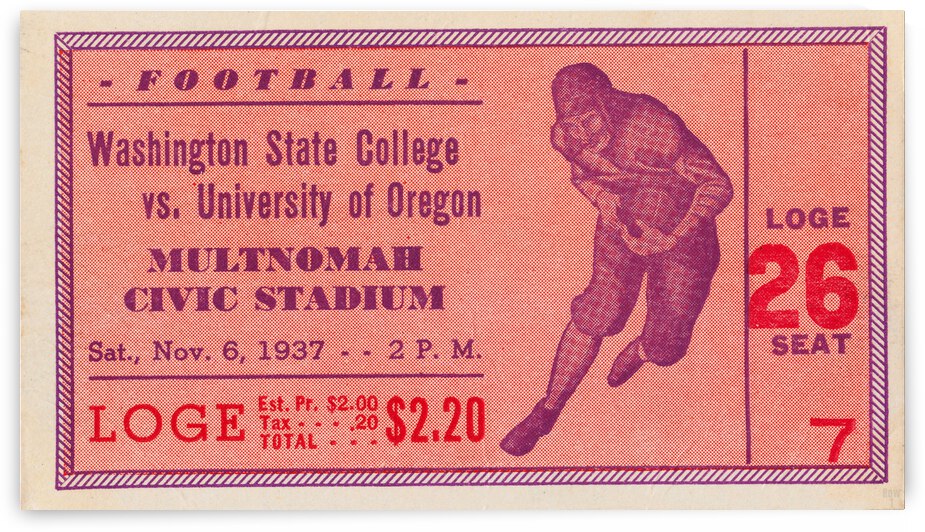 - FOOTBALL -
Washington State College
vs. University of Oregon
MULTNOMAH
CIVIC STADIUM
Sat., Nov. 6, 1937 - - 2 P. M.
LOGE
Est. Pr. $2.00
Tax - - - - .20
TOTAL - - -
$2.20
LOGE
26
SEAT
7